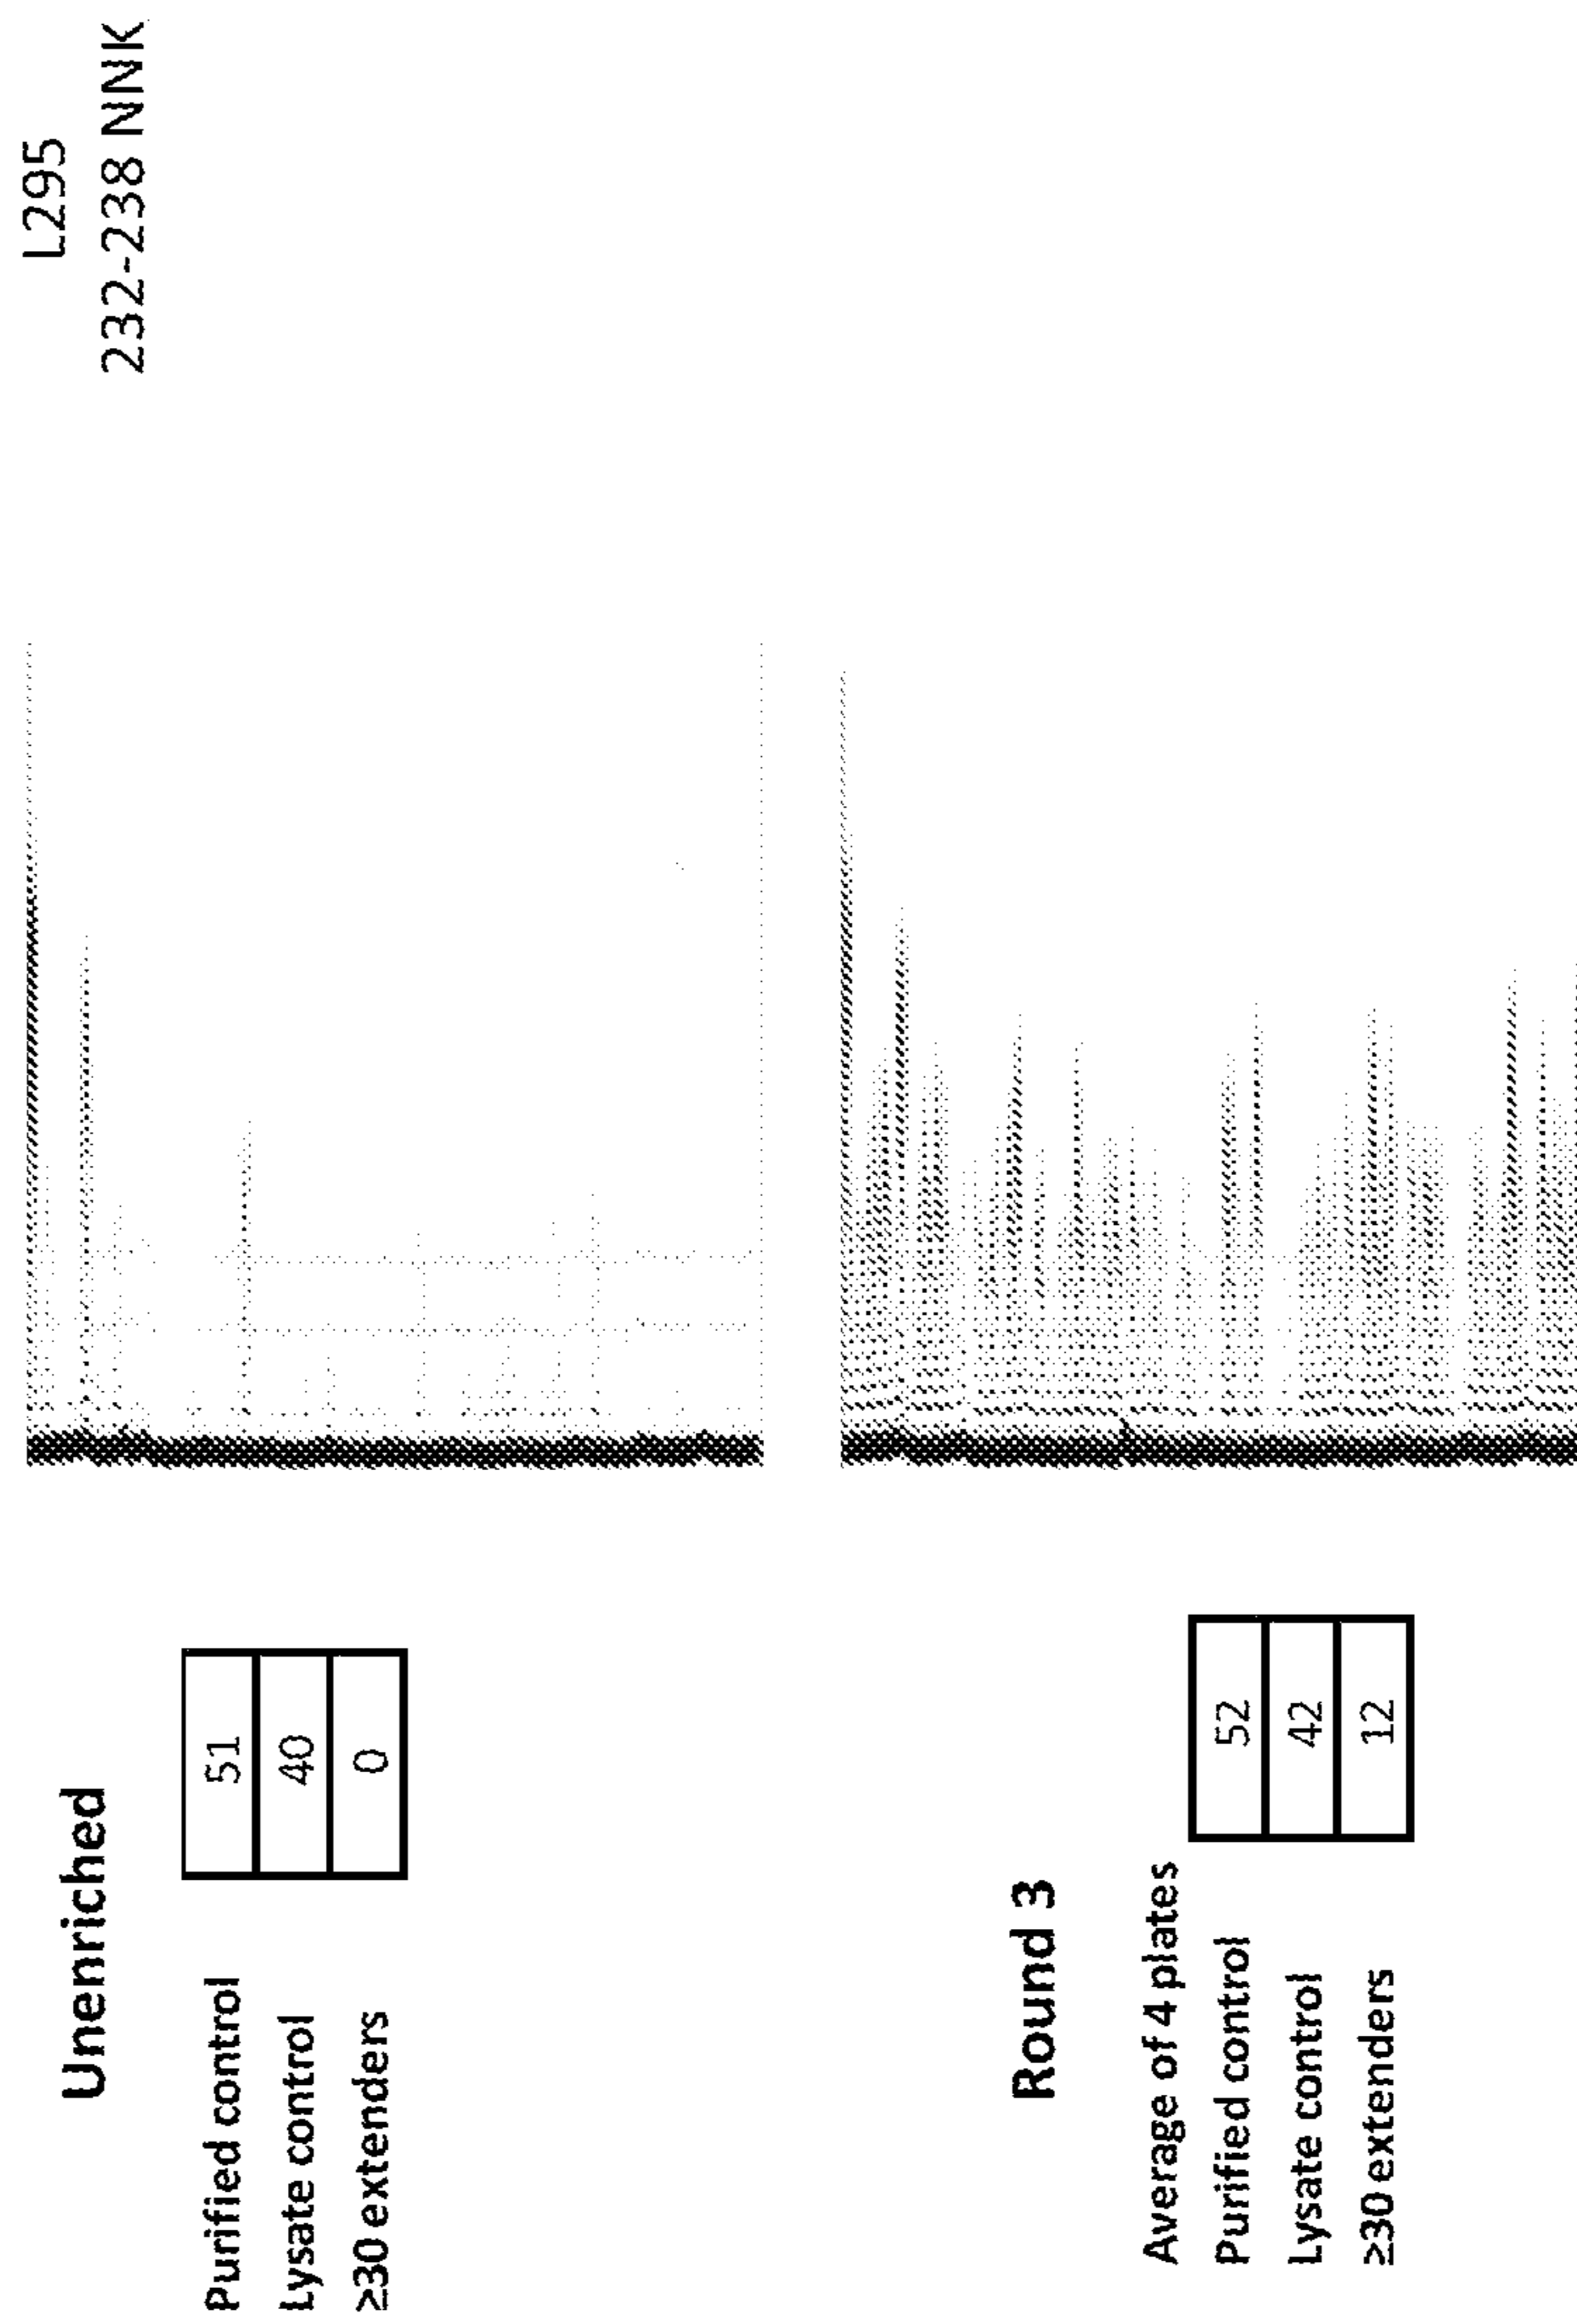 L295
232-238 NNK
Unenriched
Purified control 51
Lysate control 40
≥30 extenders 0
Round 3
Average of 4 plates
Purified control 52
Lysate control 42
≥30 extenders 12